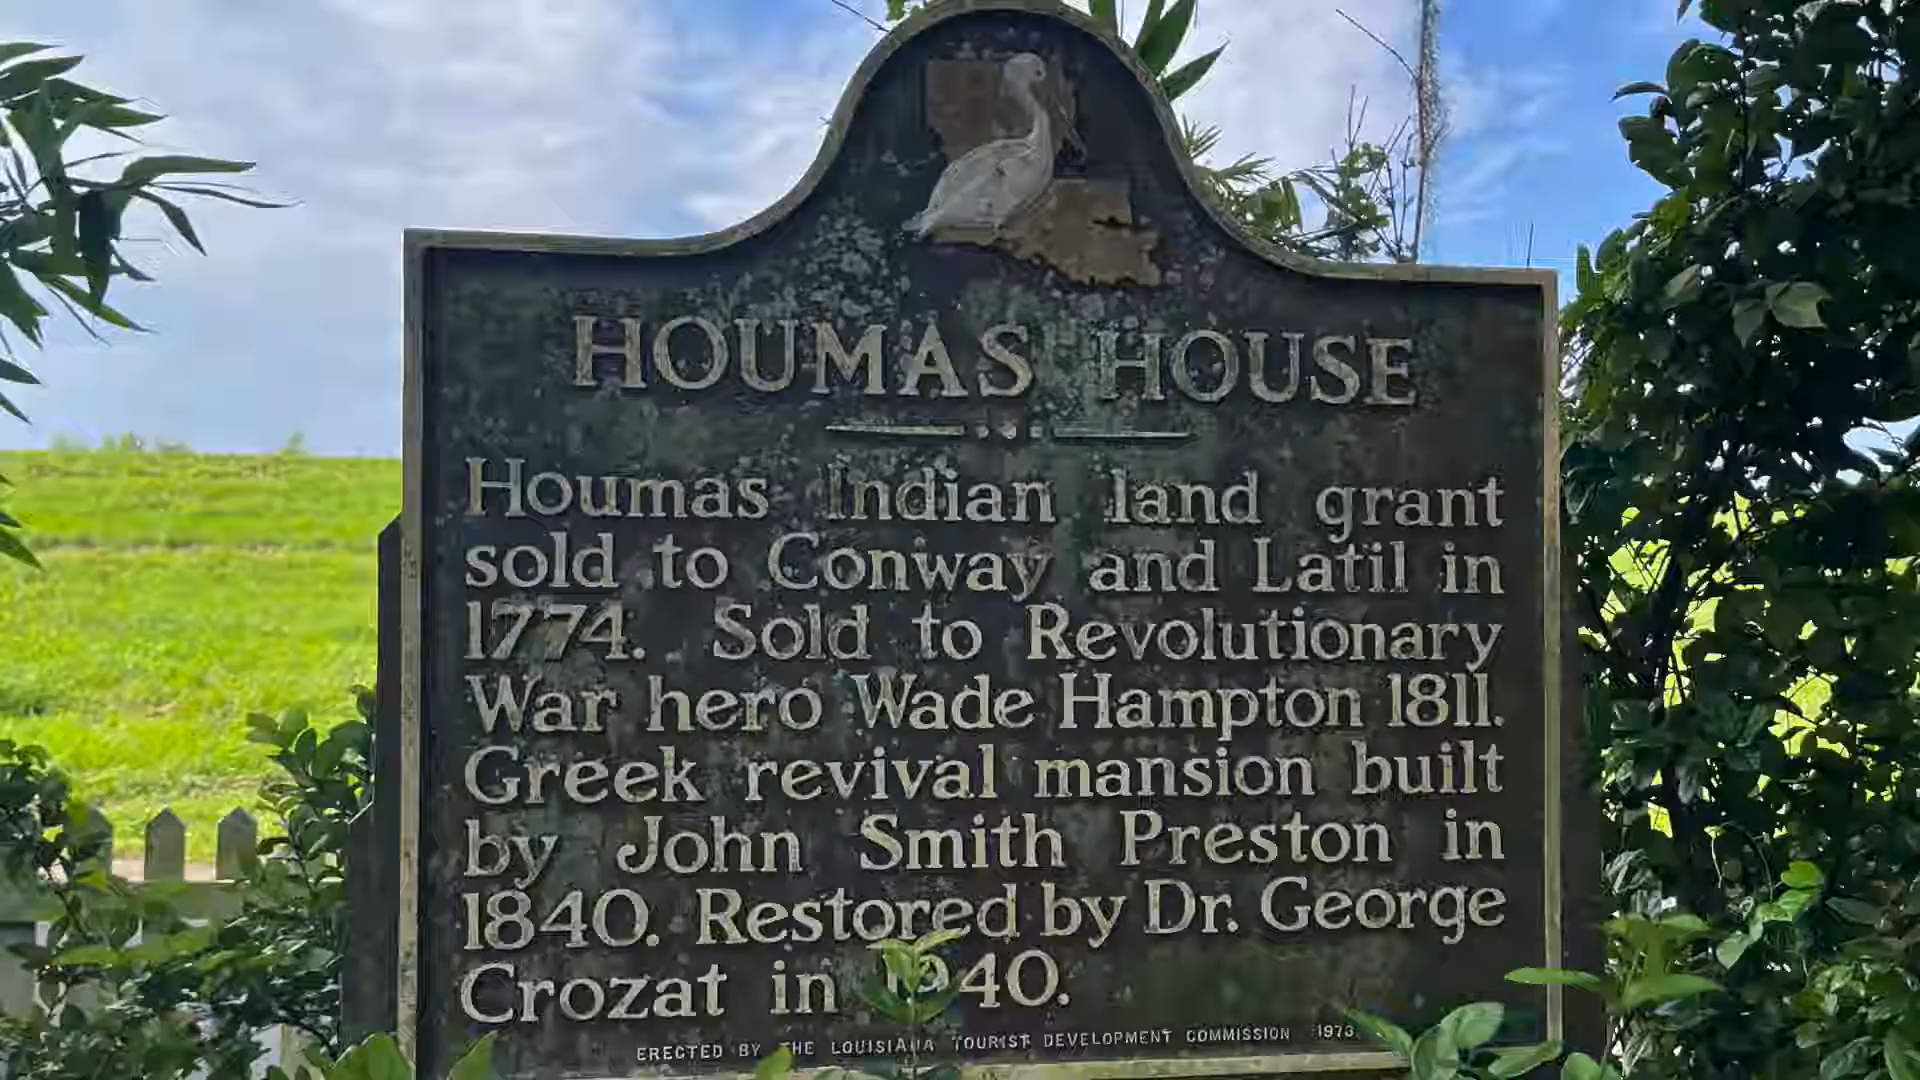 HOUMAS HOUSE
Houmas Indian land grant
sold to Conway and Latil in
1774. Sold to Revolutionary
War hero Wade Hampton 1811.
Greek revival mansion built
by John Smith Preston in
1840. Restored by Dr. George
Crozat in 1940.
ERECTED BY THE LOUISIANA TOURIST DEVELOPMENT COMMISSION 1973